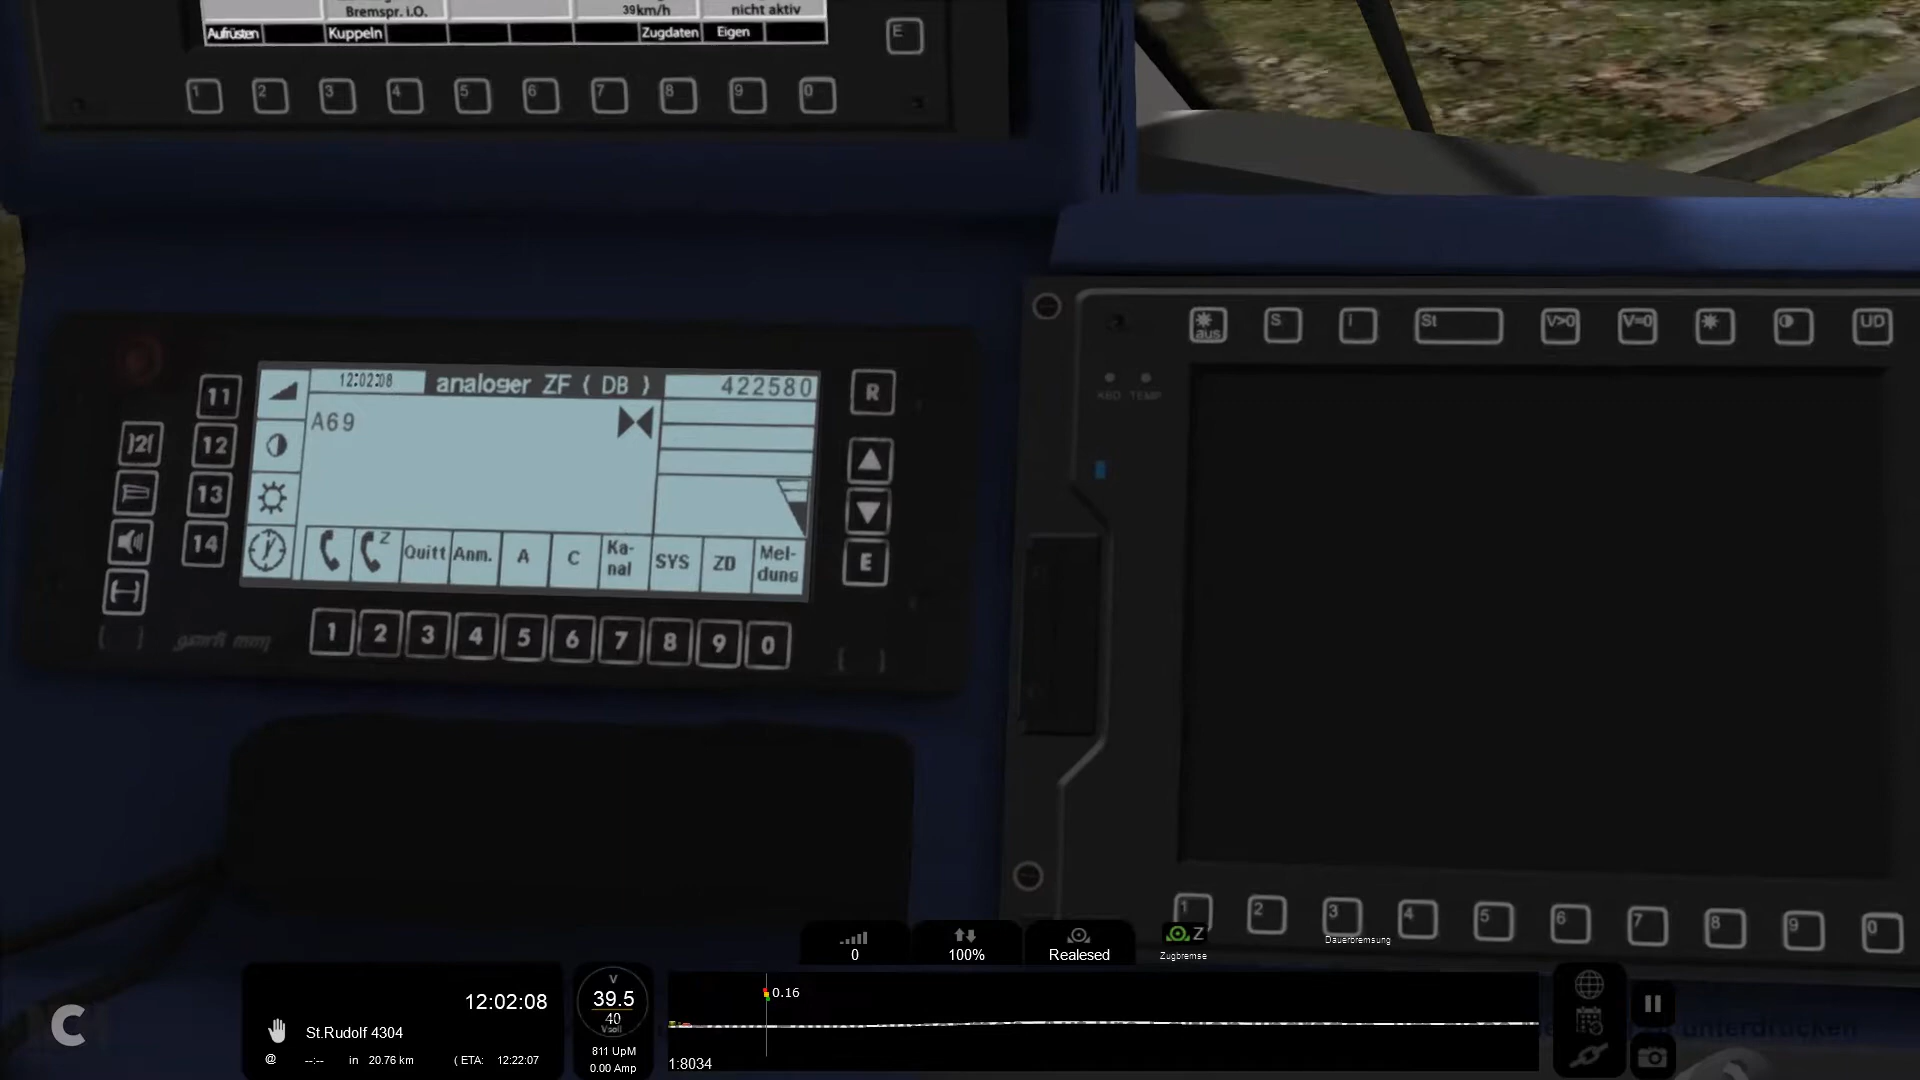 Bremspr. i.O.
39km/h
nicht aktiv
Aufrüsten
Kuppeln
Zugdaten
Eigen
E
1 2 3 4 5 6 7 8 9 0
aus
S
i
St
V>0
V=0
UD
12:02:08
analoger ZF ( DB )
422580
A69
R
E
11
12
13
14
Z
Quitt
Anm.
A
C
Ka-
nal
SYS
ZD
Mel-
dung
1 2 3 4 5 6 7 8 9 0
TEMP
1 2 3 4 5 6 7 8 9 0
Dauerbremsung
0
100%
Realesed
Z
Zugbremse
12:02:08
St.Rudolf 4304
@ --:-- in 20.76 km ( ETA: 12:22:07
V
39.5
40
Vsoll
811 UpM
0.00 Amp
0.16
1:8034
unterdrücken
C